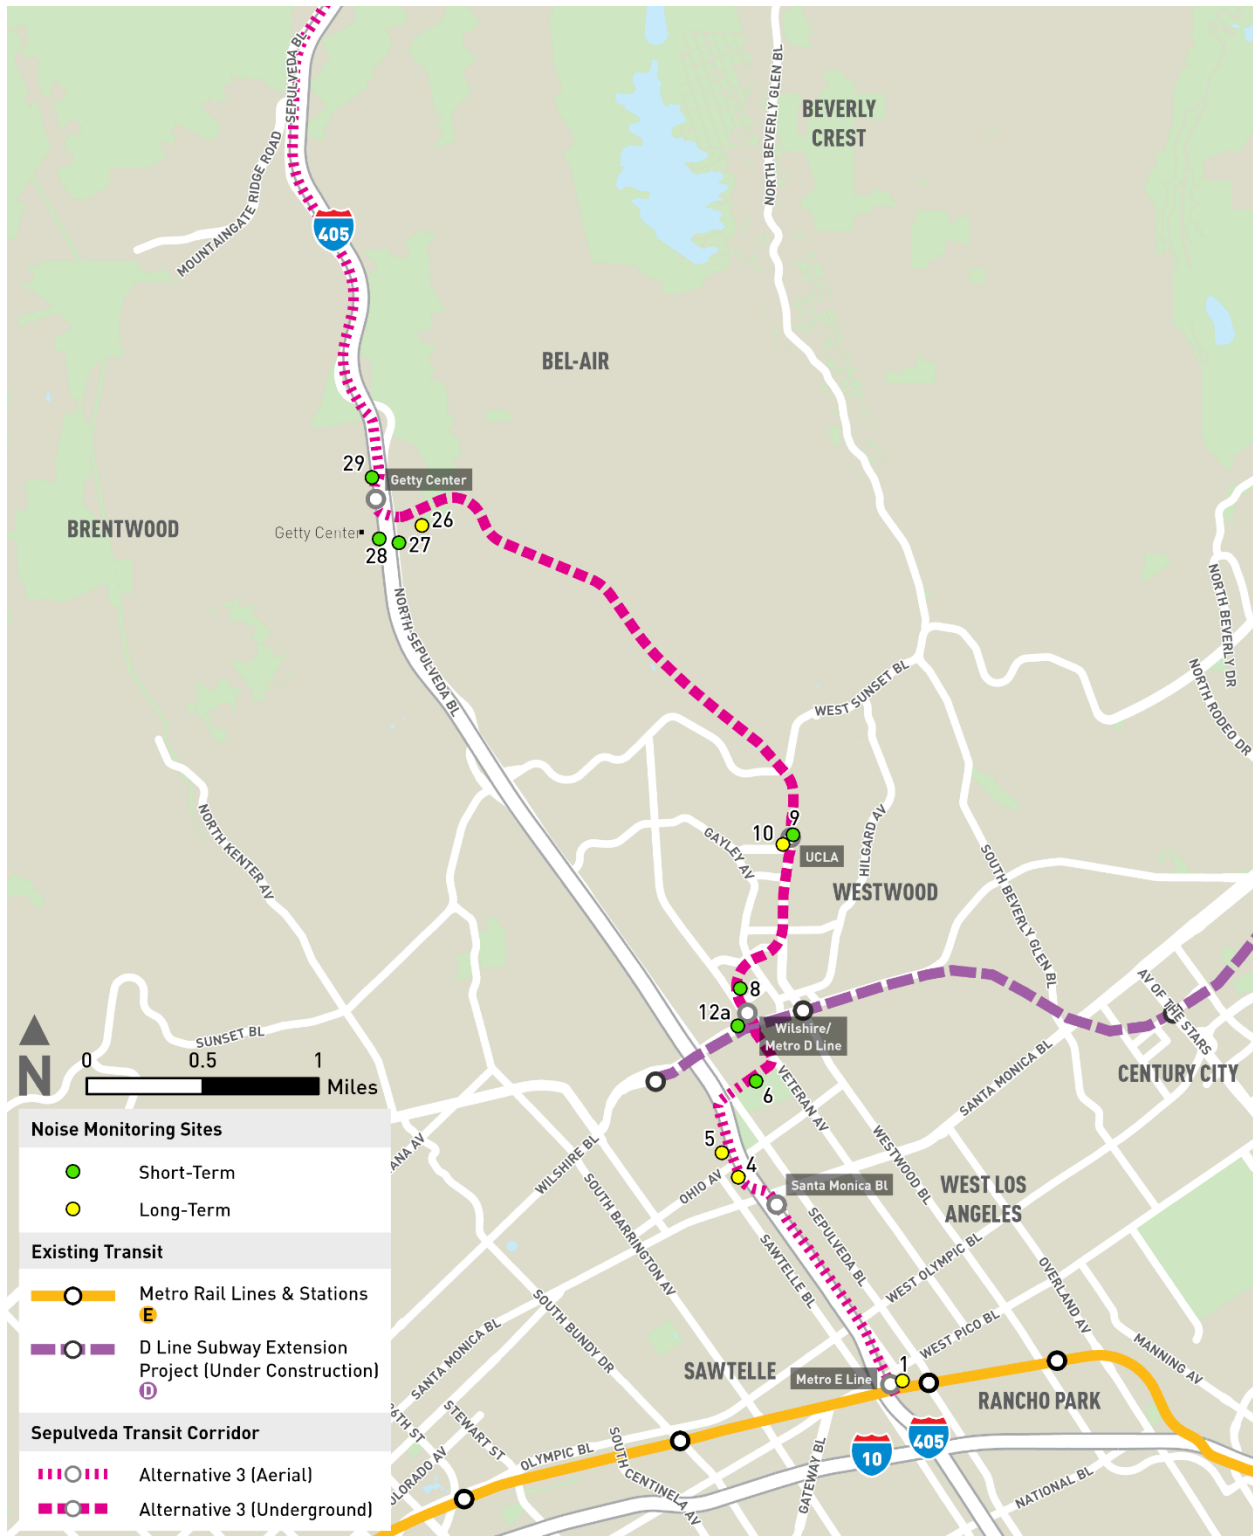 SEPULVEDA BL
NORTH BEVERLY GLEN BL
BEVERLY
CREST
MOUNTAINGATE RIDGE ROAD
405
BEL-AIR
29
Getty Center
BRENTWOOD
Getty Center
26
28
27
NORTH SEPULVEDA BL
NORTH BEVERLY DR
WEST SUNSET BL
NORTH RODEO DR
NORTH KENTER AV
GAYLEY AV
10
9
UCLA
HILGARD AV
WESTWOOD
SOUTH BEVERLY GLEN BL
8
12a
Wilshire/
Metro D Line
AV OF THE STARS
SUNSET BL
N
0
0.5
1
Miles
6
VETERAN AV
SANTA MONICA BL
CENTURY CITY
WESTWOOD BL
5
4
WILSHIRE BL
OHIO AV
Santa Monica Bl
SOUTH BARRINGTON AV
WEST LOS
ANGELES
SEPULVEDA BL
SAWTELLE BL
WEST OLYMPIC BL
OVERLAND AV
SOUTH BUNDY DR
SANTA MONICA BL
WEST PICO BL
MANNING AV
SAWTELLE
Metro E Line
1
RANCHO PARK
26TH ST
STEWART ST
OLYMPIC BL
SOUTH CENTINELA AV
GATEWAY BL
10
405
NATIONAL BL
ANA AV
OLORADO AV
Noise Monitoring Sites
Short-Term
Long-Term
Existing Transit
Metro Rail Lines & Stations
E
D Line Subway Extension
Project (Under Construction)
D
Sepulveda Transit Corridor
Alternative 3 (Aerial)
Alternative 3 (Underground)